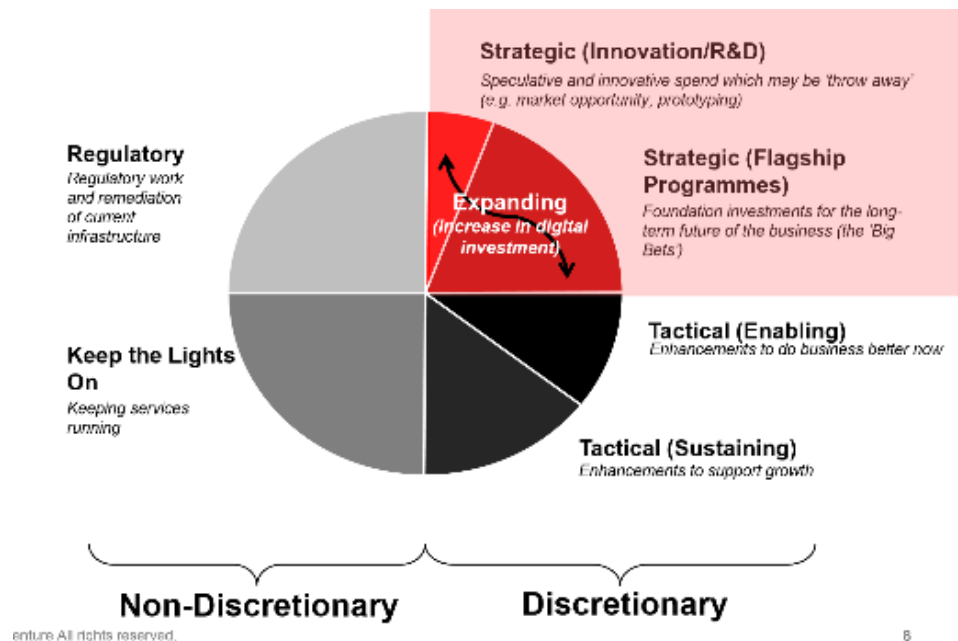 Strategic (Innovation/R&D)
Speculative and innovative spend which may be 'throw away'
(e.g. market opportunity, prototyping)
Regulatory
Regulatory work
and remediation
of current
infrastructure
Strategic (Flagship
Programmes)
Foundation investments for the long-
term future of the business (the 'Big
Bets')
Expanding
(Increase in digital
investment)
Keep the Lights
On
Keeping services
running
Tactical (Enabling)
Enhancements to do business better now
Tactical (Sustaining)
Enhancements to support growth
Non-Discretionary
Discretionary
enture All rights reserved.
8